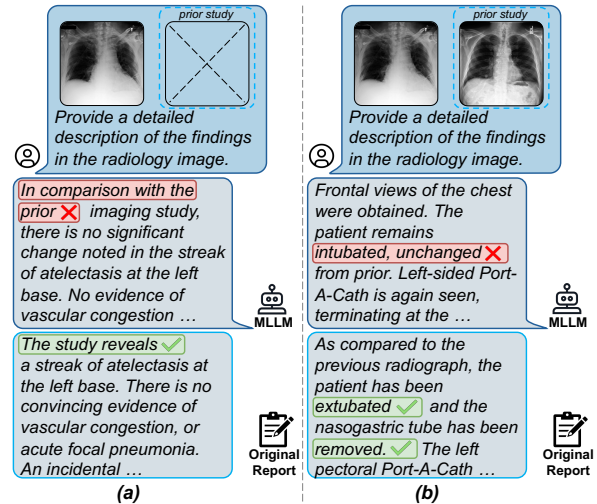 prior study
Provide a detailed
description of the findings
in the radiology image.
In comparison with the
prior imaging study,
there is no significant
change noted in the streak
of atelectasis at the left
base. No evidence of
vascular congestion …
MLLM
The study reveals
a streak of atelectasis at
the left base. There is no
convincing evidence of
vascular congestion, or
acute focal pneumonia.
An incidental …
Original
Report
(a)
prior study
Provide a detailed
description of the findings
in the radiology image.
Frontal views of the chest
were obtained. The
patient remains
intubated, unchanged
from prior. Left-sided Port-
A-Cath is again seen,
terminating at the …
MLLM
As compared to the
previous radiograph, the
patient has been
extubated and the
nasogastric tube has been
removed. The left
pectoral Port-A-Cath …
Original
Report
(b)